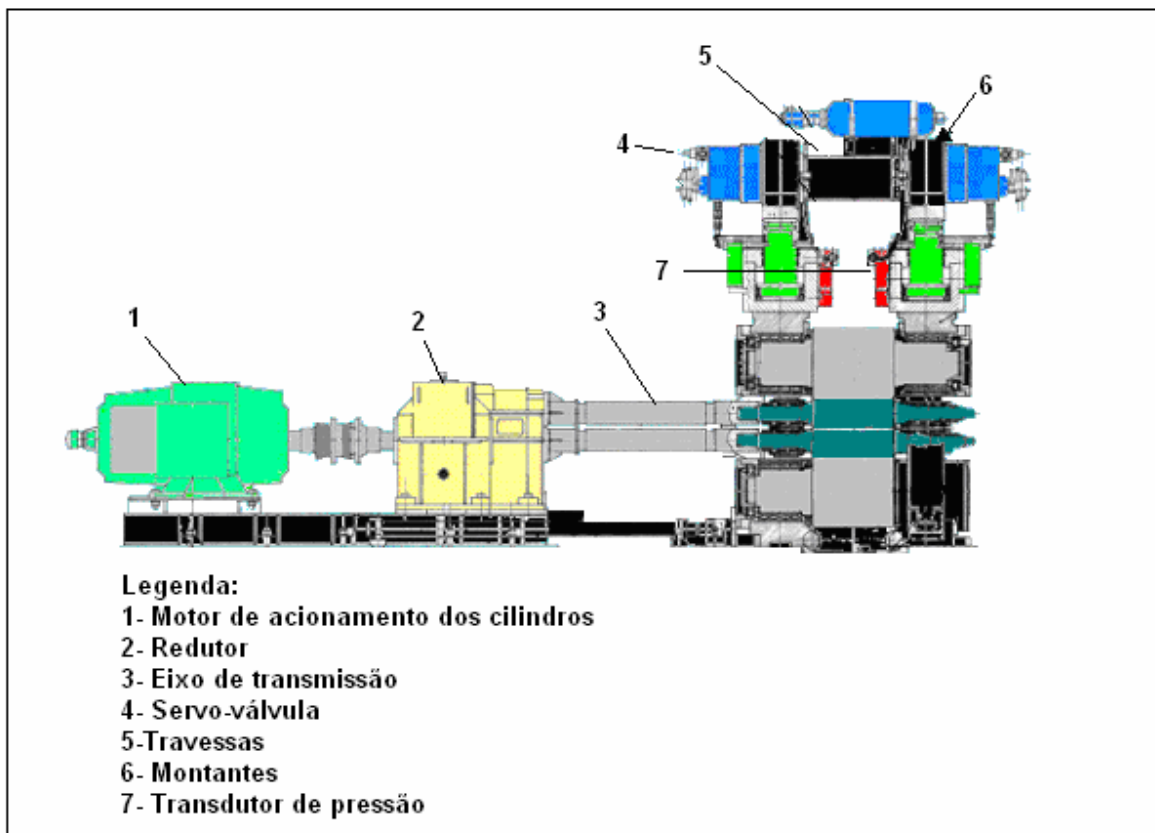 5
6
4
7
3
1
2
Legenda:
1- Motor de acionamento dos cilindros
2- Redutor
3- Eixo de transmissão
4- Servo-válvula
5-Travessas
6- Montantes
7- Transdutor de pressão